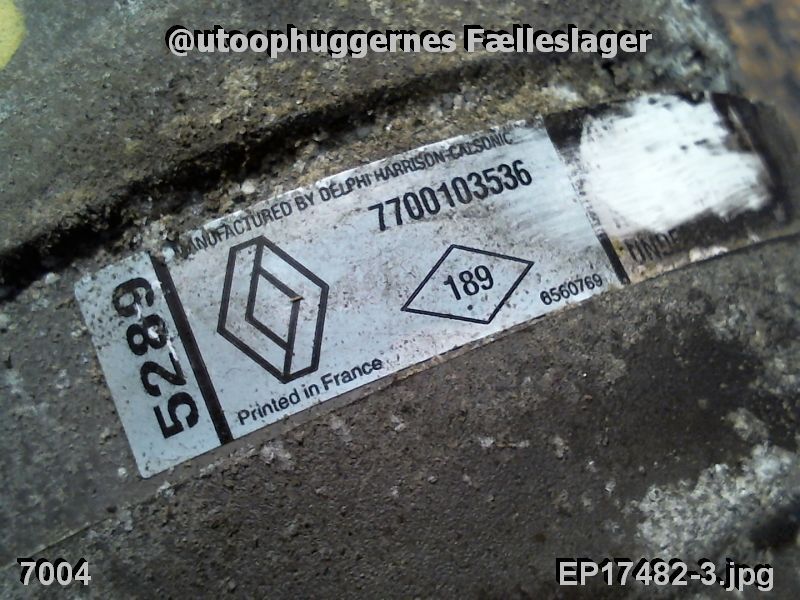 @utoophuggernes Fælleslager
MANUFACTURED BY DELPHI HARRISON-CALSONIC
7700103536
5289
189
6560769
Printed in France
7004
EP17482-3.jpg